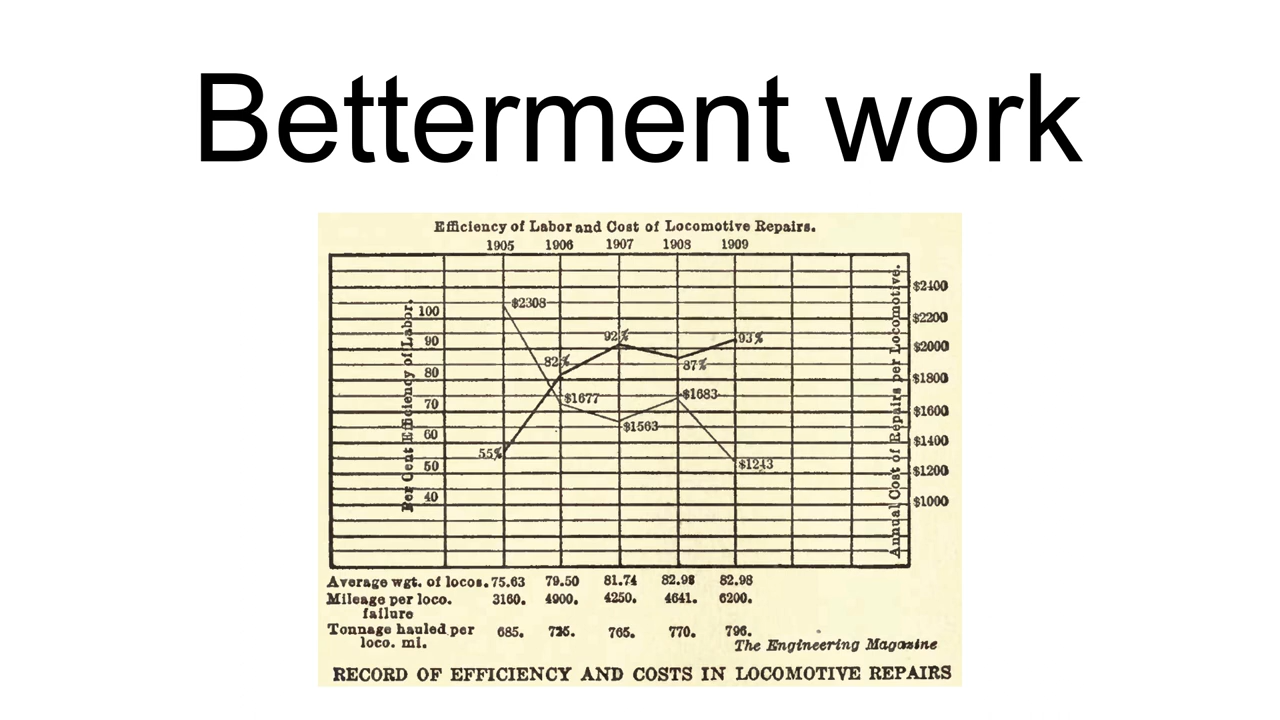 Betterment work
Efficiency of Labor and Cost of Locomotive Repairs.
1905 1906 1907 1908 1909
Per Cent Efficiency of Labor.
100
90
80
70
60
50
40
$2308
82%
92%
87%
93%
55%
$1677
$1563
$1683
$1243
Annual Cost of Repairs per Locomotive.
$2400
$2200
$2000
$1800
$1600
$1400
$1200
$1000
Average wgt. of locos. 75.63 79.50 81.74 82.98 82.98
Mileage per loco. 3160. 4900. 4250. 4641. 6200.
failure
Tonnage hauled per 685. 725. 765. 770. 796.
loco. mi.
The Engineering Magazine
RECORD OF EFFICIENCY AND COSTS IN LOCOMOTIVE REPAIRS